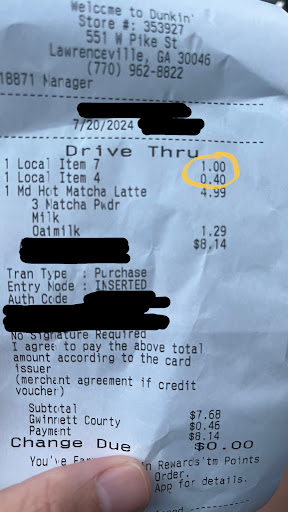 Welccme to Dunkin'
Store #: 353927
551 W Pike St
Lawrenceville, GA 30046
(770) 962-8822
18871 Manager
7/20/2024
Drive Thru
1 Local Item 7 1.00
1 Local Item 4 0.40
1 Md Hot Matcha Latte 4.99
3 Matcha Pwdr
Milk
Oatmilk 1.29
$8.14
Tran Type : Purchase
Entry Mode : INSERTED
Auth Code
No Signature Required
I agree to pay the above total
amount according to the card
issuer
(merchant agreement if credit
voucher)
Subtotal $7.68
Gwinnett County $0.46
Payment $8.14
Change Due $0.00
You've Rewards'tm Points
Order.
App for details.